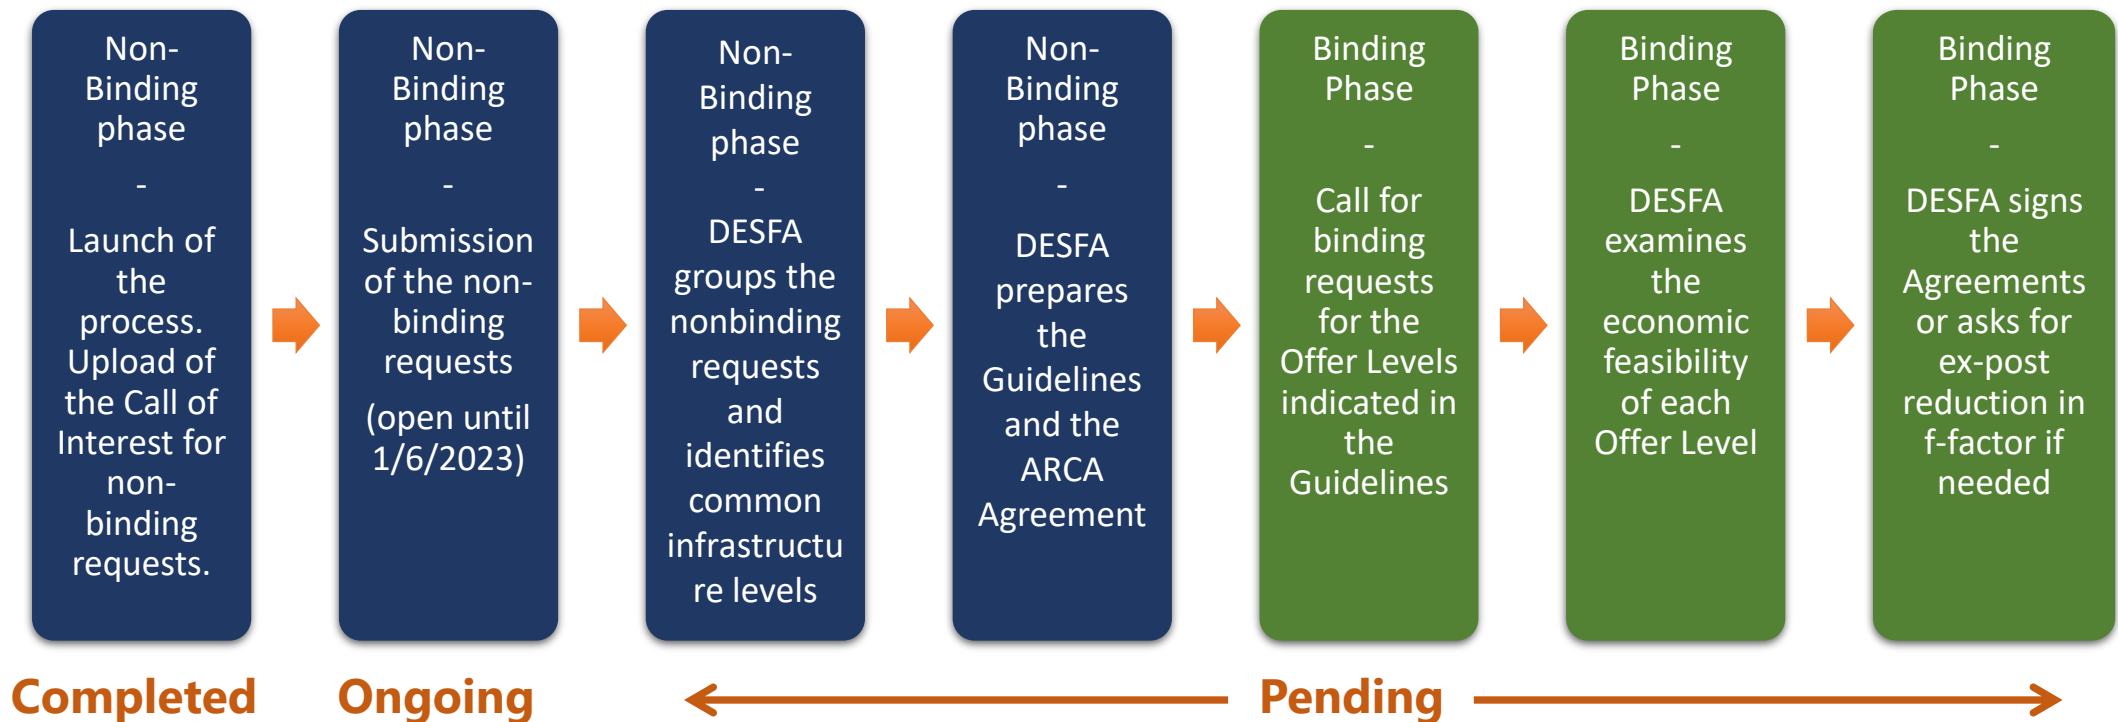 Non-
Binding
phase
-
Launch of
the
process.
Upload of
the Call of
Interest for
non-
binding
requests.
Non-
Binding
phase
-
Submission
of the non-
binding
requests
(open until
1/6/2023)
Non-
Binding
phase
-
DESFA
groups the
nonbinding
requests
and
identifies
common
infrastructu
re levels
Non-
Binding
phase
-
DESFA
prepares
the
Guidelines
and the
ARCA
Agreement
Binding
Phase
-
Call for
binding
requests
for the
Offer Levels
indicated in
the
Guidelines
Binding
Phase
-
DESFA
examines
the
economic
feasibility
of each
Offer Level
Binding
Phase
-
DESFA signs
the
Agreements
or asks for
ex-post
reduction in
f-factor if
needed
Completed
Ongoing
Pending